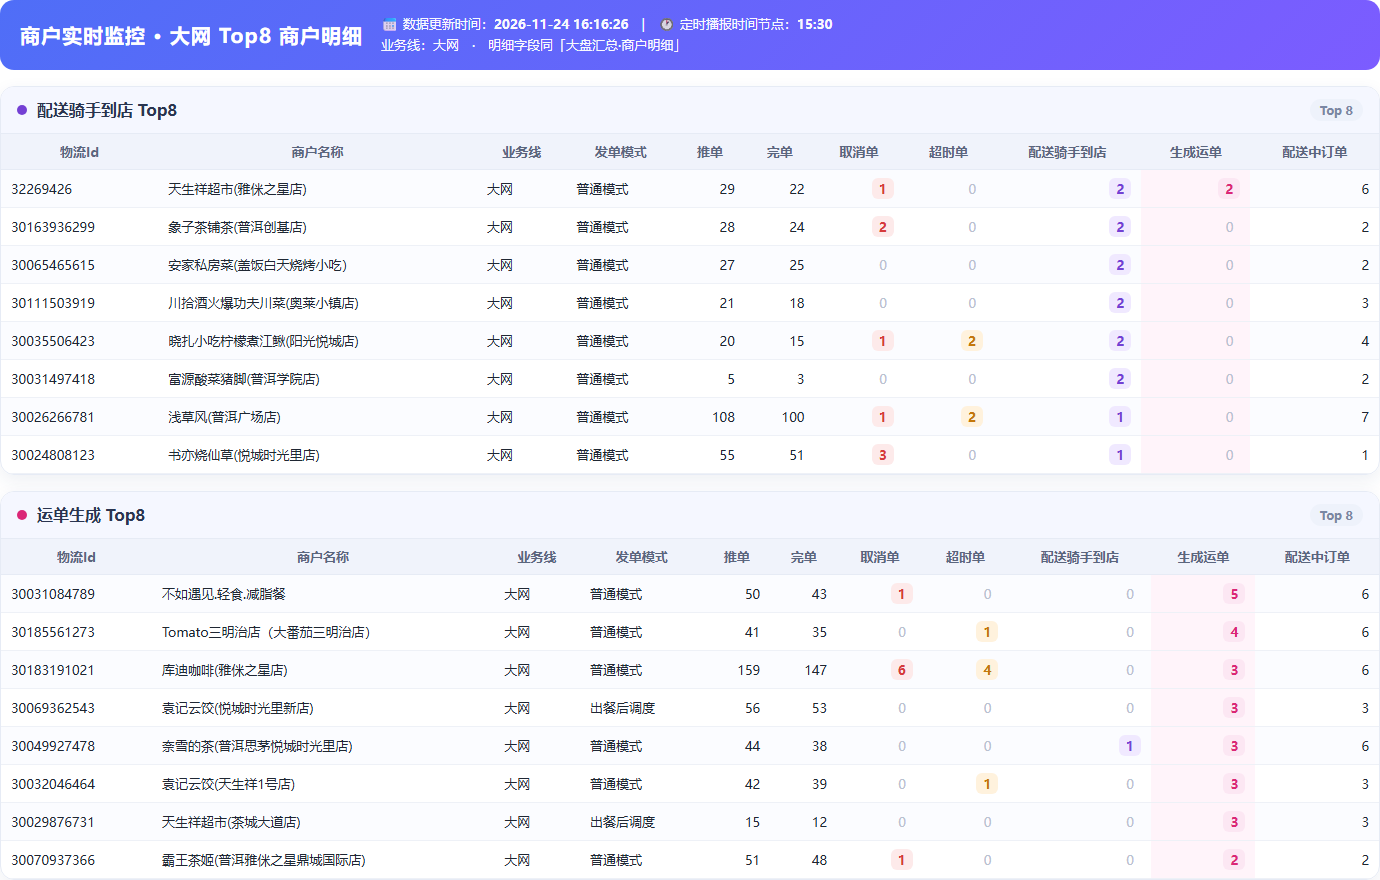 商户实时监控 • 大网 Top8 商户明细
数据更新时间：2026-11-24 16:16:26 | 定时播报时间节点：15:30
业务线：大网 · 明细字段同「大盘汇总·商户明细」
配送骑手到店 Top8 Top 8
物流Id 商户名称 业务线 发单模式 推单 完单 取消单 超时单 配送骑手到店 生成运单 配送中订单
32269426 天生祥超市(雅侏之星店) 大网 普通模式 29 22 1 0 2 2 6
30163936299 象子茶铺茶(普洱创基店) 大网 普通模式 28 24 2 0 2 0 2
30065465615 安家私房菜(盖饭白天烧烤小吃) 大网 普通模式 27 25 0 0 2 0 2
30111503919 川拾酒火爆功夫川菜(奥莱小镇店) 大网 普通模式 21 18 0 0 2 0 3
30035506423 晓扎小吃柠檬煮江鳅(阳光悦城店) 大网 普通模式 20 15 1 2 2 0 4
30031497418 富源酸菜猪脚(普洱学院店) 大网 普通模式 5 3 0 0 2 0 2
30026266781 浅草风(普洱广场店) 大网 普通模式 108 100 1 2 1 0 7
30024808123 书亦烧仙草(悦城时光里店) 大网 普通模式 55 51 3 0 1 0 1
运单生成 Top8 Top 8
物流Id 商户名称 业务线 发单模式 推单 完单 取消单 超时单 配送骑手到店 生成运单 配送中订单
30031084789 不如遇见.轻食.减脂餐 大网 普通模式 50 43 1 0 0 5 6
30185561273 Tomato三明治店（大番茄三明治店） 大网 普通模式 41 35 0 1 0 4 6
30183191021 库迪咖啡(雅侏之星店) 大网 普通模式 159 147 6 4 0 3 6
30069362543 袁记云饺(悦城时光里新店) 大网 出餐后调度 56 53 0 0 0 3 3
30049927478 奈雪的茶(普洱思茅悦城时光里店) 大网 普通模式 44 38 0 0 1 3 6
30032046464 袁记云饺(天生祥1号店) 大网 普通模式 42 39 0 1 0 3 3
30029876731 天生祥超市(茶城大道店) 大网 出餐后调度 15 12 0 0 0 3 3
30070937366 霸王茶姬(普洱雅侏之星鼎城国际店) 大网 普通模式 51 48 1 0 0 2 2